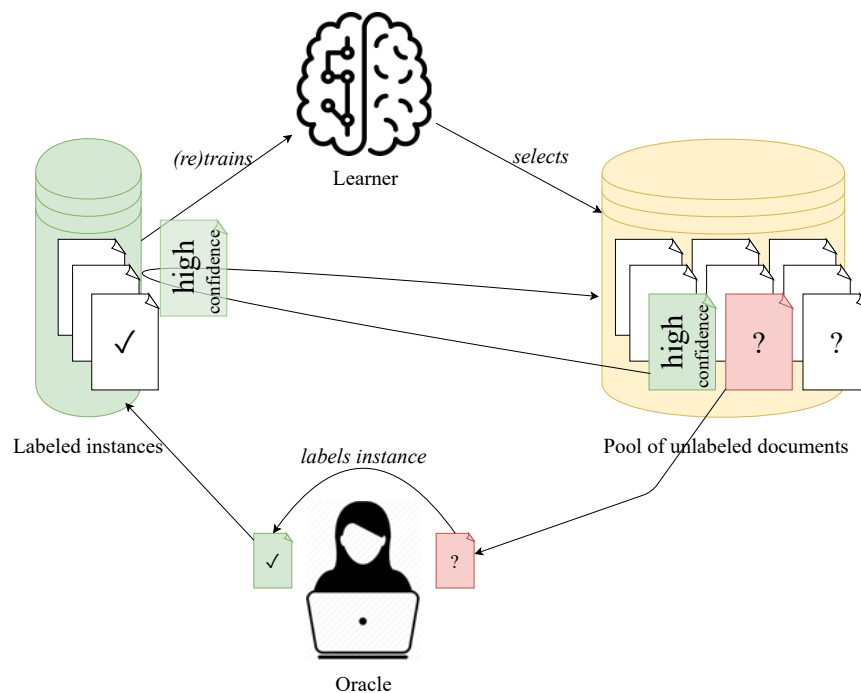 (re)trains
selects
Learner
high
confidence
high
confidence
✓
?
?
Labeled instances
Pool of unlabeled documents
labels instance
✓
?
Oracle